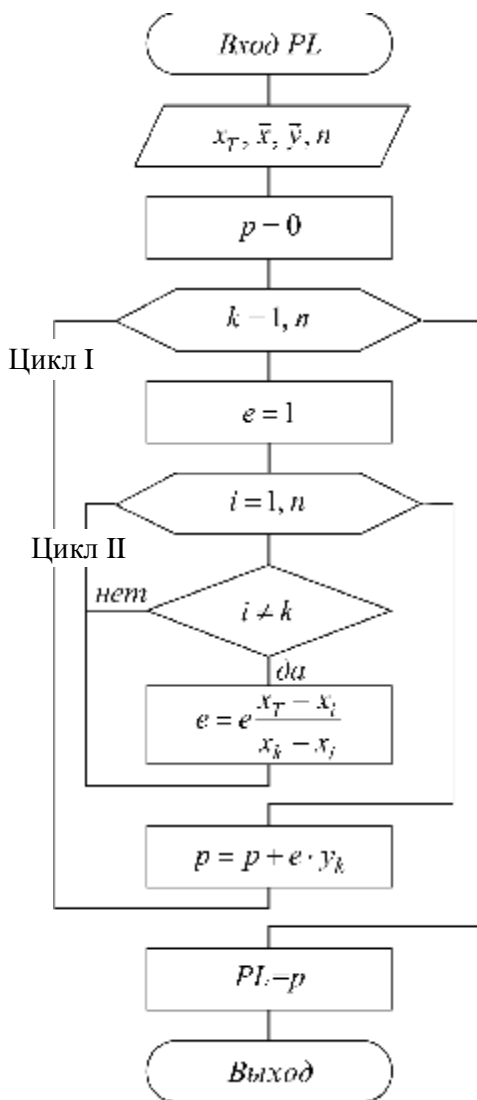 Вход PL
x_T, x̄, ȳ, n
p = 0
k = 1, n
Цикл I
e = 1
i = 1, n
Цикл II
нет
i ≠ k
да
e = e (x_T − x_i) / (x_k − x_i)
p = p + e · y_k
PL = p
Выход